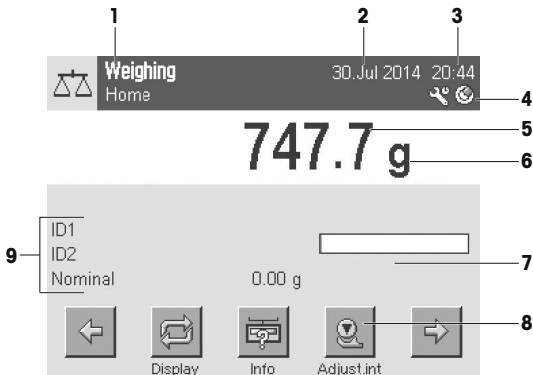 1
2
3
Weighing
30.Jul 2014 20:44
Home
4
747.7 g
5
6
ID1
ID2
9
Nominal
0.00 g
7
8
Display
Info
Adjust.int